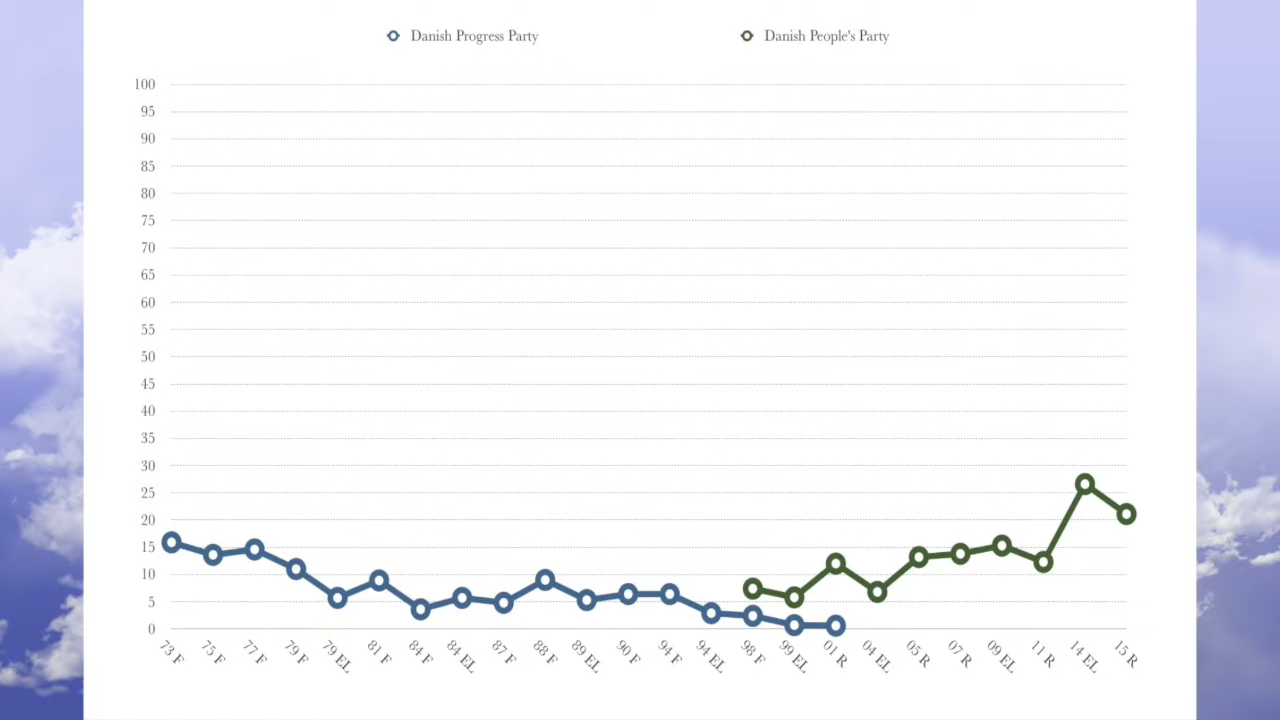 Danish Progress Party
Danish People's Party
100
95
90
85
80
75
70
65
60
55
50
45
40
35
30
25
20
15
10
5
0
73 F
75 F
77 F
79 F
79 EL
81 F
84 F
84 EL
87 F
88 F
89 EL
90 F
94 F
94 EL
98 F
99 EL
01 R
04 EL
05 R
07 R
09 EL
11 R
14 EL
15 R